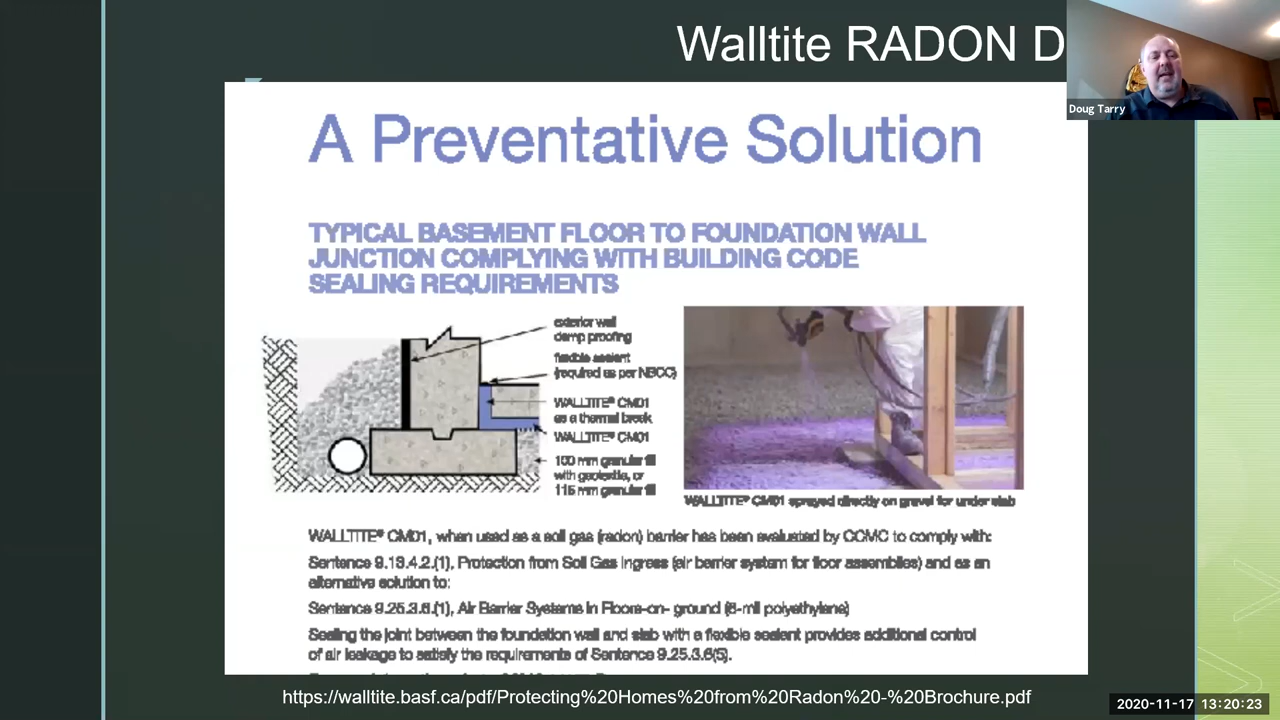 Walltite RADON D
Doug Tarry
A Preventative Solution
TYPICAL BASEMENT FLOOR TO FOUNDATION WALL
JUNCTION COMPLYING WITH BUILDING CODE
SEALING REQUIREMENTS
exterior wall
damp proofing
flexible sealant
(required as per NBCC)
WALLTITE® CM01
as a thermal break
WALLTITE® CM01
100 mm granular fill
with geotextile, or
115 mm granular fill
WALLTITE® CM01 sprayed directly on gravel for under slab
WALLTITE® CM01, when used as a soil gas (radon) barrier has been evaluated by CCMC to comply with:
Sentence 9.13.4.2.(1), Protection from Soil Gas Ingress (air barrier system for floor assemblies) and as an
alternative solution to:
Sentence 9.25.3.6.(1), Air Barrier Systems in Floors-on- ground (6-mil polyethylene)
Sealing the joint between the foundation wall and slab with a flexible sealant provides additional control
of air leakage to satisfy the requirements of Sentence 9.25.3.6(5).
https://walltite.basf.ca/pdf/Protecting%20Homes%20from%20Radon%20-%20Brochure.pdf
2020-11-17 13:20:23